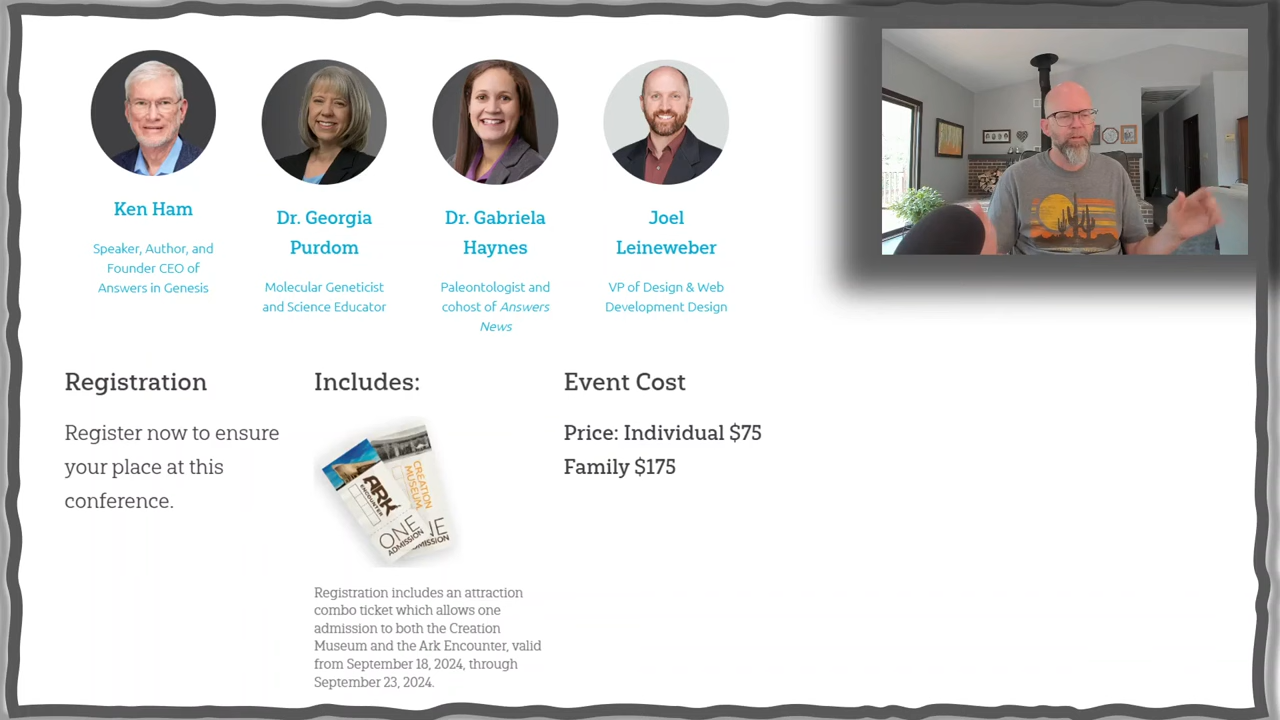 Ken Ham
Speaker, Author, and
Founder CEO of
Answers in Genesis
Dr. Georgia
Purdom
Molecular Geneticist
and Science Educator
Dr. Gabriela
Haynes
Paleontologist and
cohost of Answers
News
Joel
Leineweber
VP of Design & Web
Development Design
Registration
Register now to ensure
your place at this
conference.
Includes:
ARK
ENCOUNTER
ONE
ADMISSION
CREATION
MUSEUM
Registration includes an attraction
combo ticket which allows one
admission to both the Creation
Museum and the Ark Encounter, valid
from September 18, 2024, through
September 23, 2024.
Event Cost
Price: Individual $75
Family $175